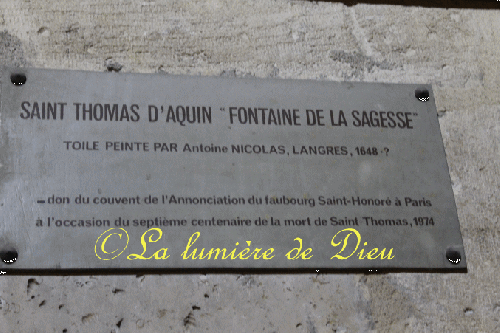 SAINT THOMAS D'AQUIN "FONTAINE DE LA SAGESSE"
TOILE PEINTE PAR Antoine NICOLAS, LANGRES, 1648-?
_ don du couvent de l'Annonciation du faubourg Saint-Honoré à Paris
à l'occasion du septième centenaire de la mort de Saint Thomas, 1974
©La lumière de Dieu